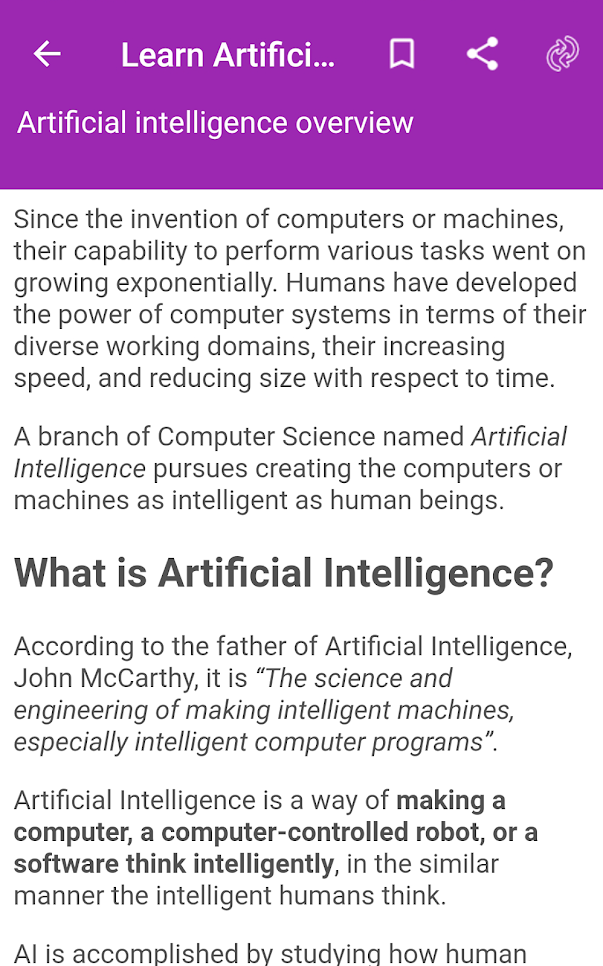 Learn Artifici...
Artificial intelligence overview
Since the invention of computers or machines,
their capability to perform various tasks went on
growing exponentially. Humans have developed
the power of computer systems in terms of their
diverse working domains, their increasing
speed, and reducing size with respect to time.
A branch of Computer Science named Artificial
Intelligence pursues creating the computers or
machines as intelligent as human beings.
What is Artificial Intelligence?
According to the father of Artificial Intelligence,
John McCarthy, it is “The science and
engineering of making intelligent machines,
especially intelligent computer programs”.
Artificial Intelligence is a way of making a
computer, a computer-controlled robot, or a
software think intelligently, in the similar
manner the intelligent humans think.
AI is accomplished by studying how human